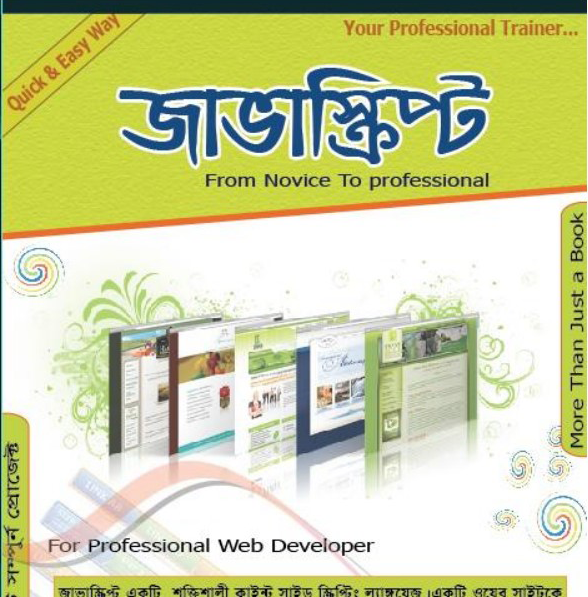 Your Professional Trainer...
Quick & Easy Way
জাভাস্ক্রিপ্ট
From Novice To professional
More Than Just a Book
For Professional Web Developer
জাভাস্ক্রিপ্ট একটি শক্তিশালী ক্লাইন্ট সাইড স্ক্রিপ্টিং ল্যাঙ্গুয়েজ।একটি ওয়েব সাইটকে